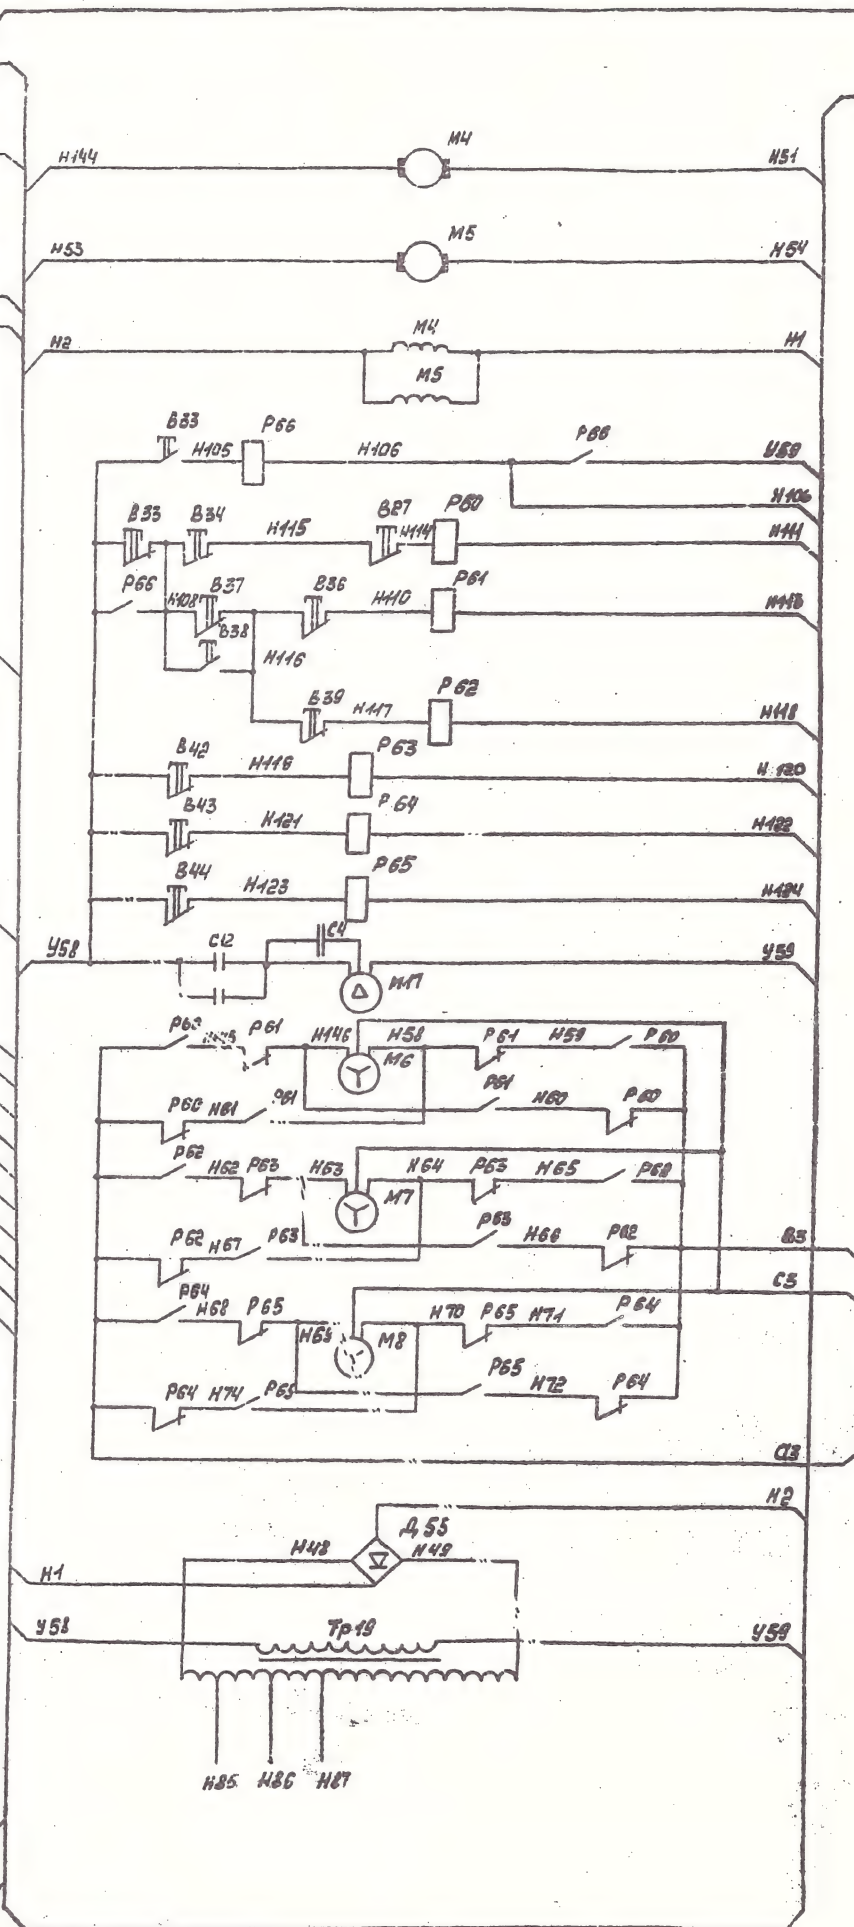 М4
Н144 Н51
М5
Н53 Н54
М4
Н2 Н1
М5
В33 Р66 Р66
Н105 Н106 У59
Н106
В33 В34 Н115 В27 Н114 Р60 Н111
Р66 Н108 В37 В36 Н110 Р61 Н113
В38
Н116
В39 Н117 Р62 Н118
В42 Н119 Р63 Н120
В43 Н121 Р64 Н122
В44 Н123 Р65 Н124
У58 С12 С4 У59
М17
Р61 Н146 Н58 Р61 Н59 Р60
М6
Р60 Н61 Р61 Р61 Н60 Р60
Р62 Н62 Р63 Н63 Н64 Р63 Н65 Р62
М7
Р62 Н67 Р63 Р63 Н66 Р62 В3
С3
Р64 Н68 Р65 Н69 М8 Н70 Р65 Н71 Р64
Р64 Н74 Р65 Р65 Н72 Р64
Н2
Д55
Н48 Н49
Н1
У58 Тр19 У59
Н85 Н86 Н87